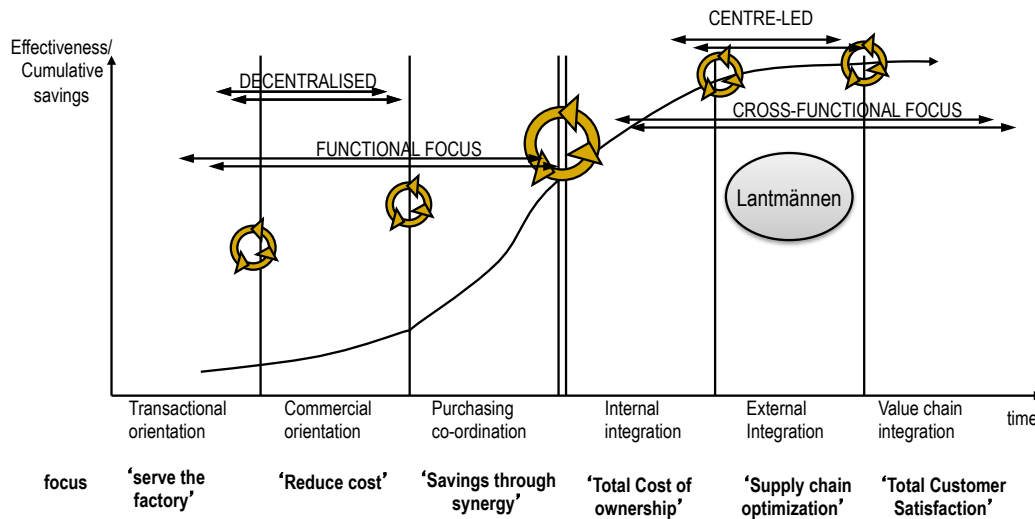 CENTRE-LED
Effectiveness/
Cumulative
savings
DECENTRALISED
CROSS-FUNCTIONAL FOCUS
FUNCTIONAL FOCUS
Lantmännen
Transactional
orientation
Commercial
orientation
Purchasing
co-ordination
Internal
integration
External
Integration
Value chain
integration
time
focus
‘serve the
factory’
‘Reduce cost’
‘Savings through
synergy’
‘Total Cost of
ownership’
‘Supply chain
optimization’
‘Total Customer
Satisfaction’